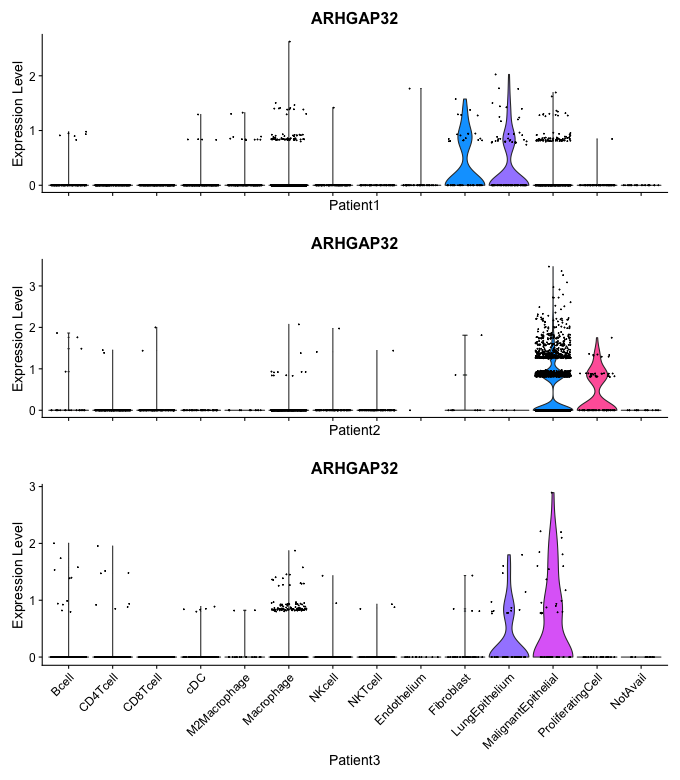 ARHGAP32
Expression Level
2
1
0
Patient1
ARHGAP32
Expression Level
3
2
1
0
Patient2
ARHGAP32
Expression Level
3
2
1
0
Bcell
CD4Tcell
CD8Tcell
cDC
M2Macrophage
Macrophage
NKcell
NKTcell
Endothelium
Fibroblast
LungEpithelium
MalignantEpithelial
ProliferatingCell
NotAvail
Patient3